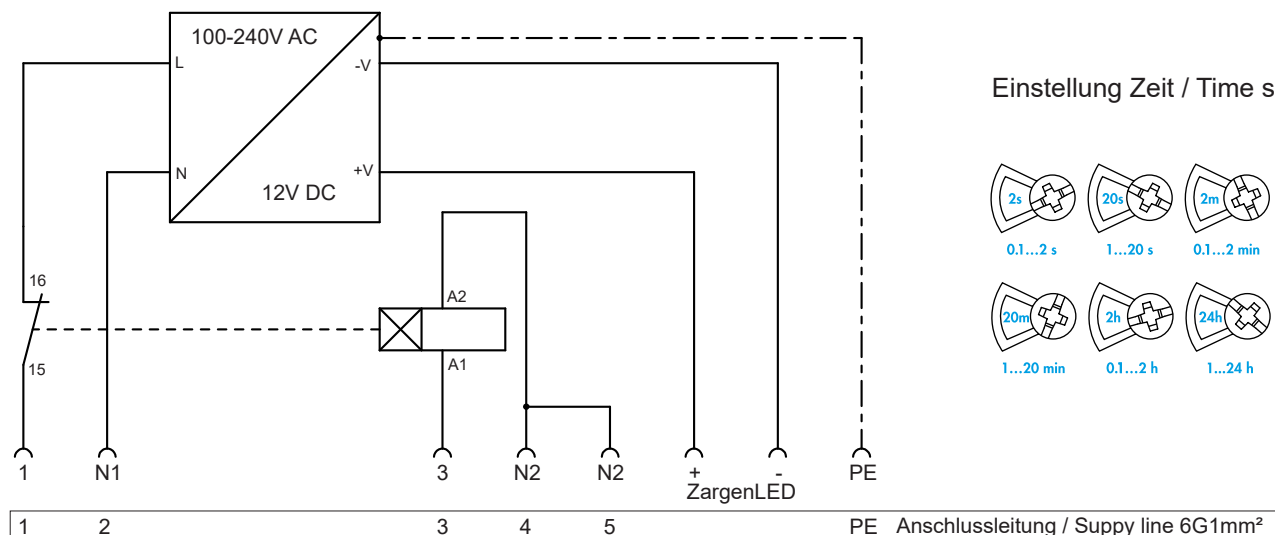 100-240V AC
L
-V
N
+V
12V DC
Einstellung Zeit / Time s
2s
20s
2m
0.1...2 s
1...20 s
0.1...2 min
20m
2h
24h
1...20 min
0.1...2 h
1...24 h
16
15
A2
A1
1
N1
3
N2
N2
+
-
PE
ZargenLED
1
2
3
4
5
PE
Anschlussleitung / Suppy line 6G1mm²